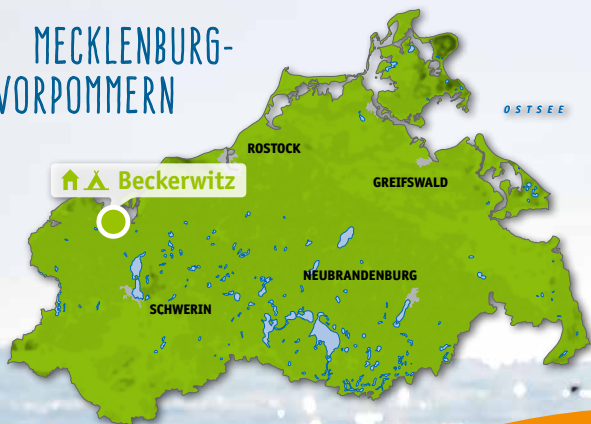 MECKLENBURG-
VORPOMMERN
OSTSEE
ROSTOCK
Beckerwitz
GREIFSWALD
NEUBRANDENBURG
SCHWERIN